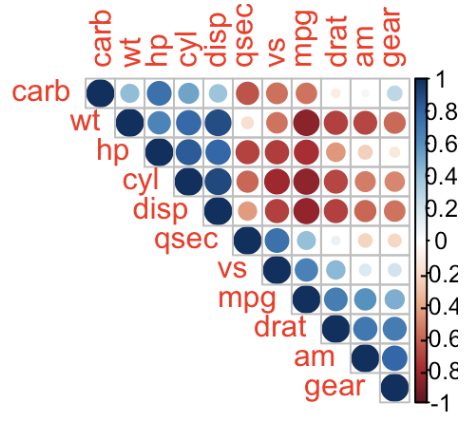 carb wt hp cyl disp qsec vs mpg drat am gear
carb
wt
hp
cyl
disp
qsec
vs
mpg
drat
am
gear
1
0.8
0.6
0.4
0.2
0
-0.2
-0.4
-0.6
-0.8
-1